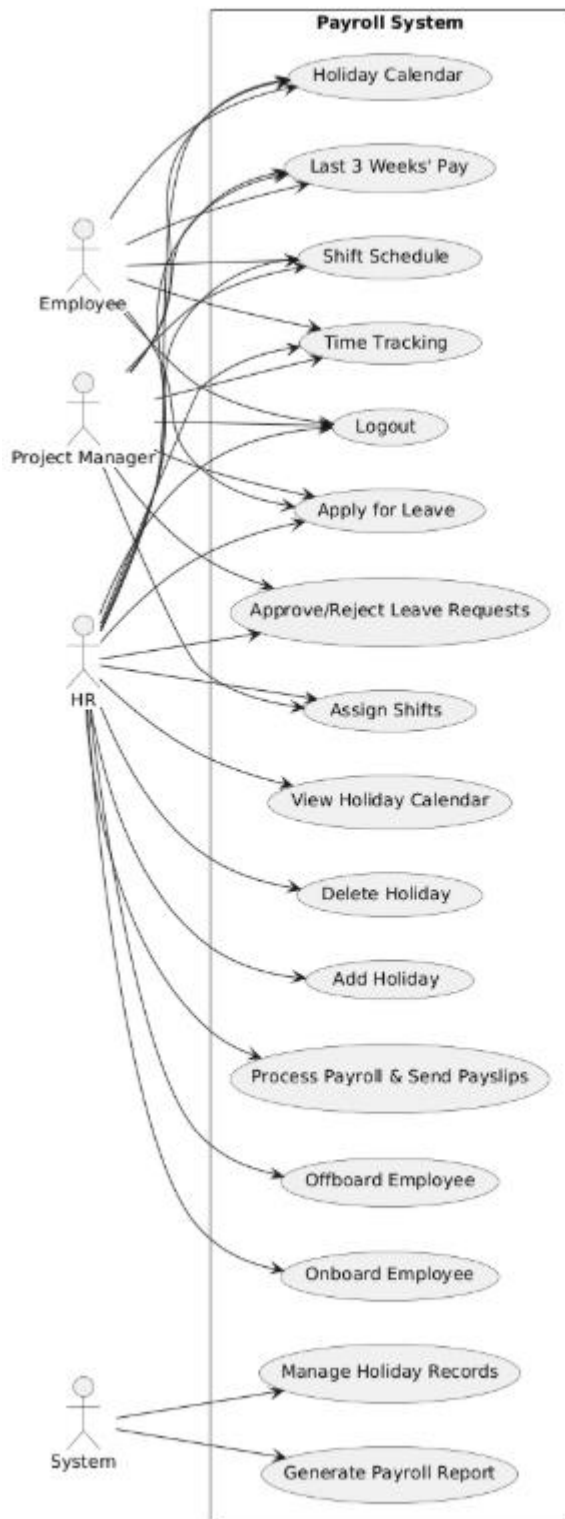 Payroll System
Holiday Calendar
Last 3 Weeks' Pay
Shift Schedule
Employee
Time Tracking
Logout
Project Manager
Apply for Leave
Approve/Reject Leave Requests
HR
Assign Shifts
View Holiday Calendar
Delete Holiday
Add Holiday
Process Payroll & Send Payslips
Offboard Employee
Onboard Employee
Manage Holiday Records
System
Generate Payroll Report